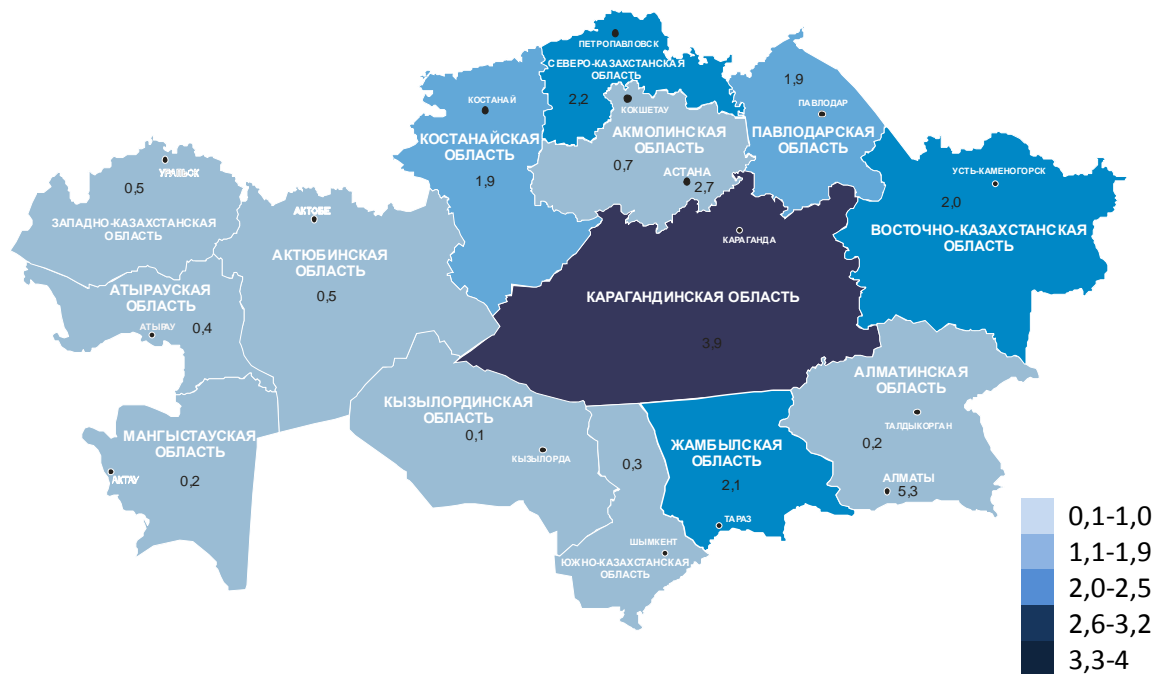 ПЕТРОПАВЛОВСК
СЕВЕРО-КАЗАХСТАНСКАЯ
ОБЛАСТЬ
2,2
КОСТАНАЙ
КОСТАНАЙСКАЯ
ОБЛАСТЬ
1,9
КОКШЕТАУ
АКМОЛИНСКАЯ
ОБЛАСТЬ
0,7
АСТАНА
2,7
1,9
ПАВЛОДАР
ПАВЛОДАРСКАЯ
ОБЛАСТЬ
УСТЬ-КАМЕНОГОРСК
2,0
ВОСТОЧНО-КАЗАХСТАНСКАЯ
ОБЛАСТЬ
УРАЛЬСК
0,5
ЗАПАДНО-КАЗАХСТАНСКАЯ
ОБЛАСТЬ
АКТОБЕ
АКТЮБИНСКАЯ
ОБЛАСТЬ
0,5
АТЫРАУСКАЯ
ОБЛАСТЬ
АТЫРАУ
0,4
КАРАГАНДА
КАРАГАНДИНСКАЯ ОБЛАСТЬ
3,9
МАНГЫСТАУСКАЯ
ОБЛАСТЬ
АКТАУ
0,2
КЫЗЫЛОРДИНСКАЯ
ОБЛАСТЬ
0,1
КЫЗЫЛОРДА
0,3
ШЫМКЕНТ
ЮЖНО-КАЗАХСТАНСКАЯ
ОБЛАСТЬ
ЖАМБЫЛСКАЯ
ОБЛАСТЬ
2,1
ТАРАЗ
АЛМАТИНСКАЯ
ОБЛАСТЬ
ТАЛДЫКОРГАН
0,2
АЛМАТЫ
5,3
0,1-1,0
1,1-1,9
2,0-2,5
2,6-3,2
3,3-4